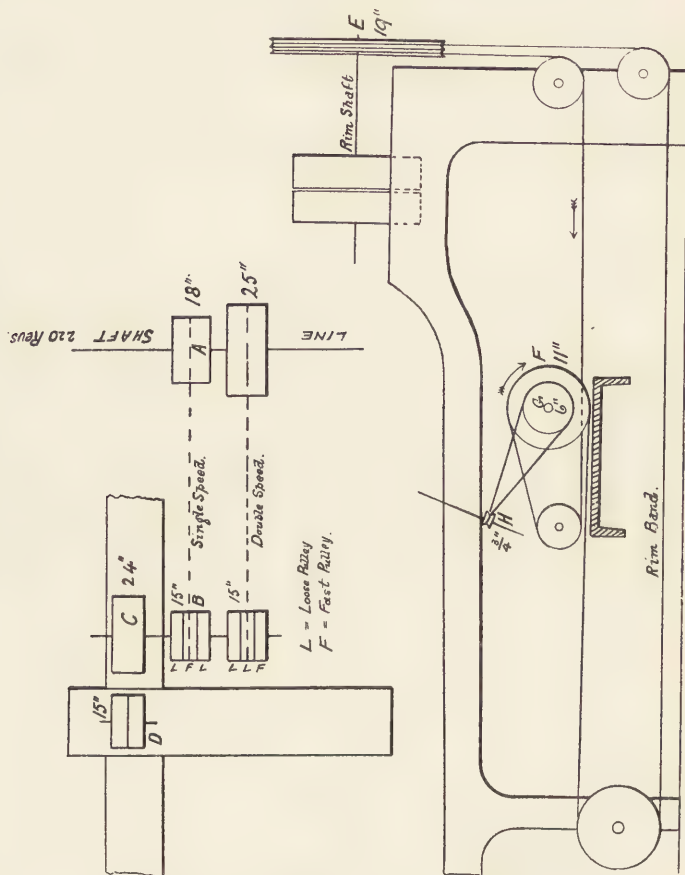 E
19"
Rim Shaft
18"
25"
220 Revs. SHAFT
A
LINE
24"
C
Single Speed.
Double Speed.
15"
B
15"
L F L
L L F
L = Loose Pulley
F = Fast Pulley.
15"
D
F
11"
G
6"
H
3/4"
Rim Band.